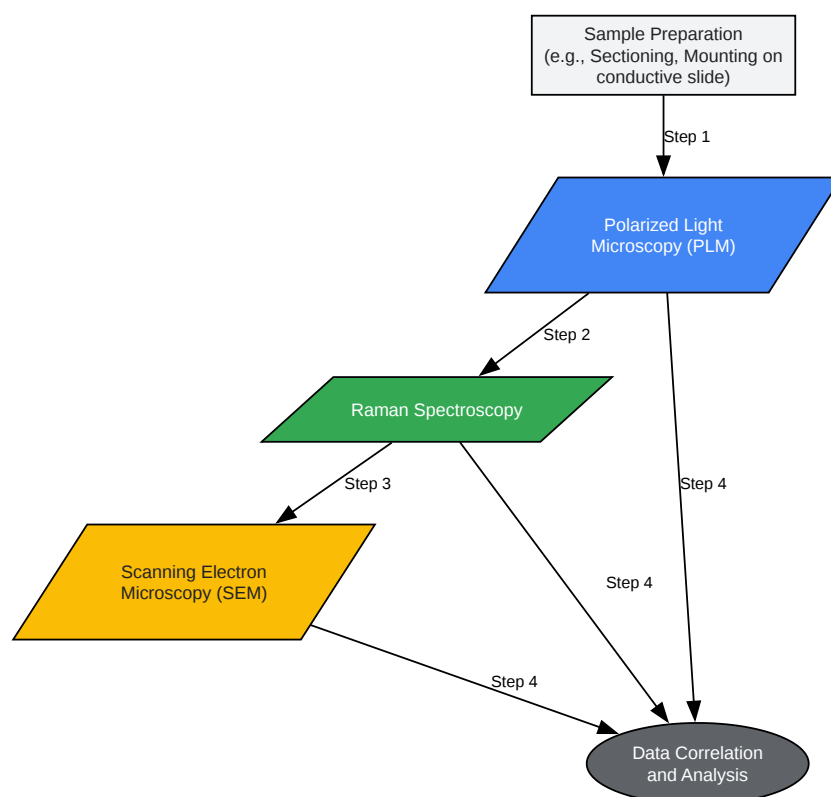 Sample Preparation
(e.g., Sectioning, Mounting on
conductive slide)
Step 1
Polarized Light
Microscopy (PLM)
Step 2
Raman Spectroscopy
Step 3
Step 4
Scanning Electron
Microscopy (SEM)
Step 4
Step 4
Data Correlation
and Analysis